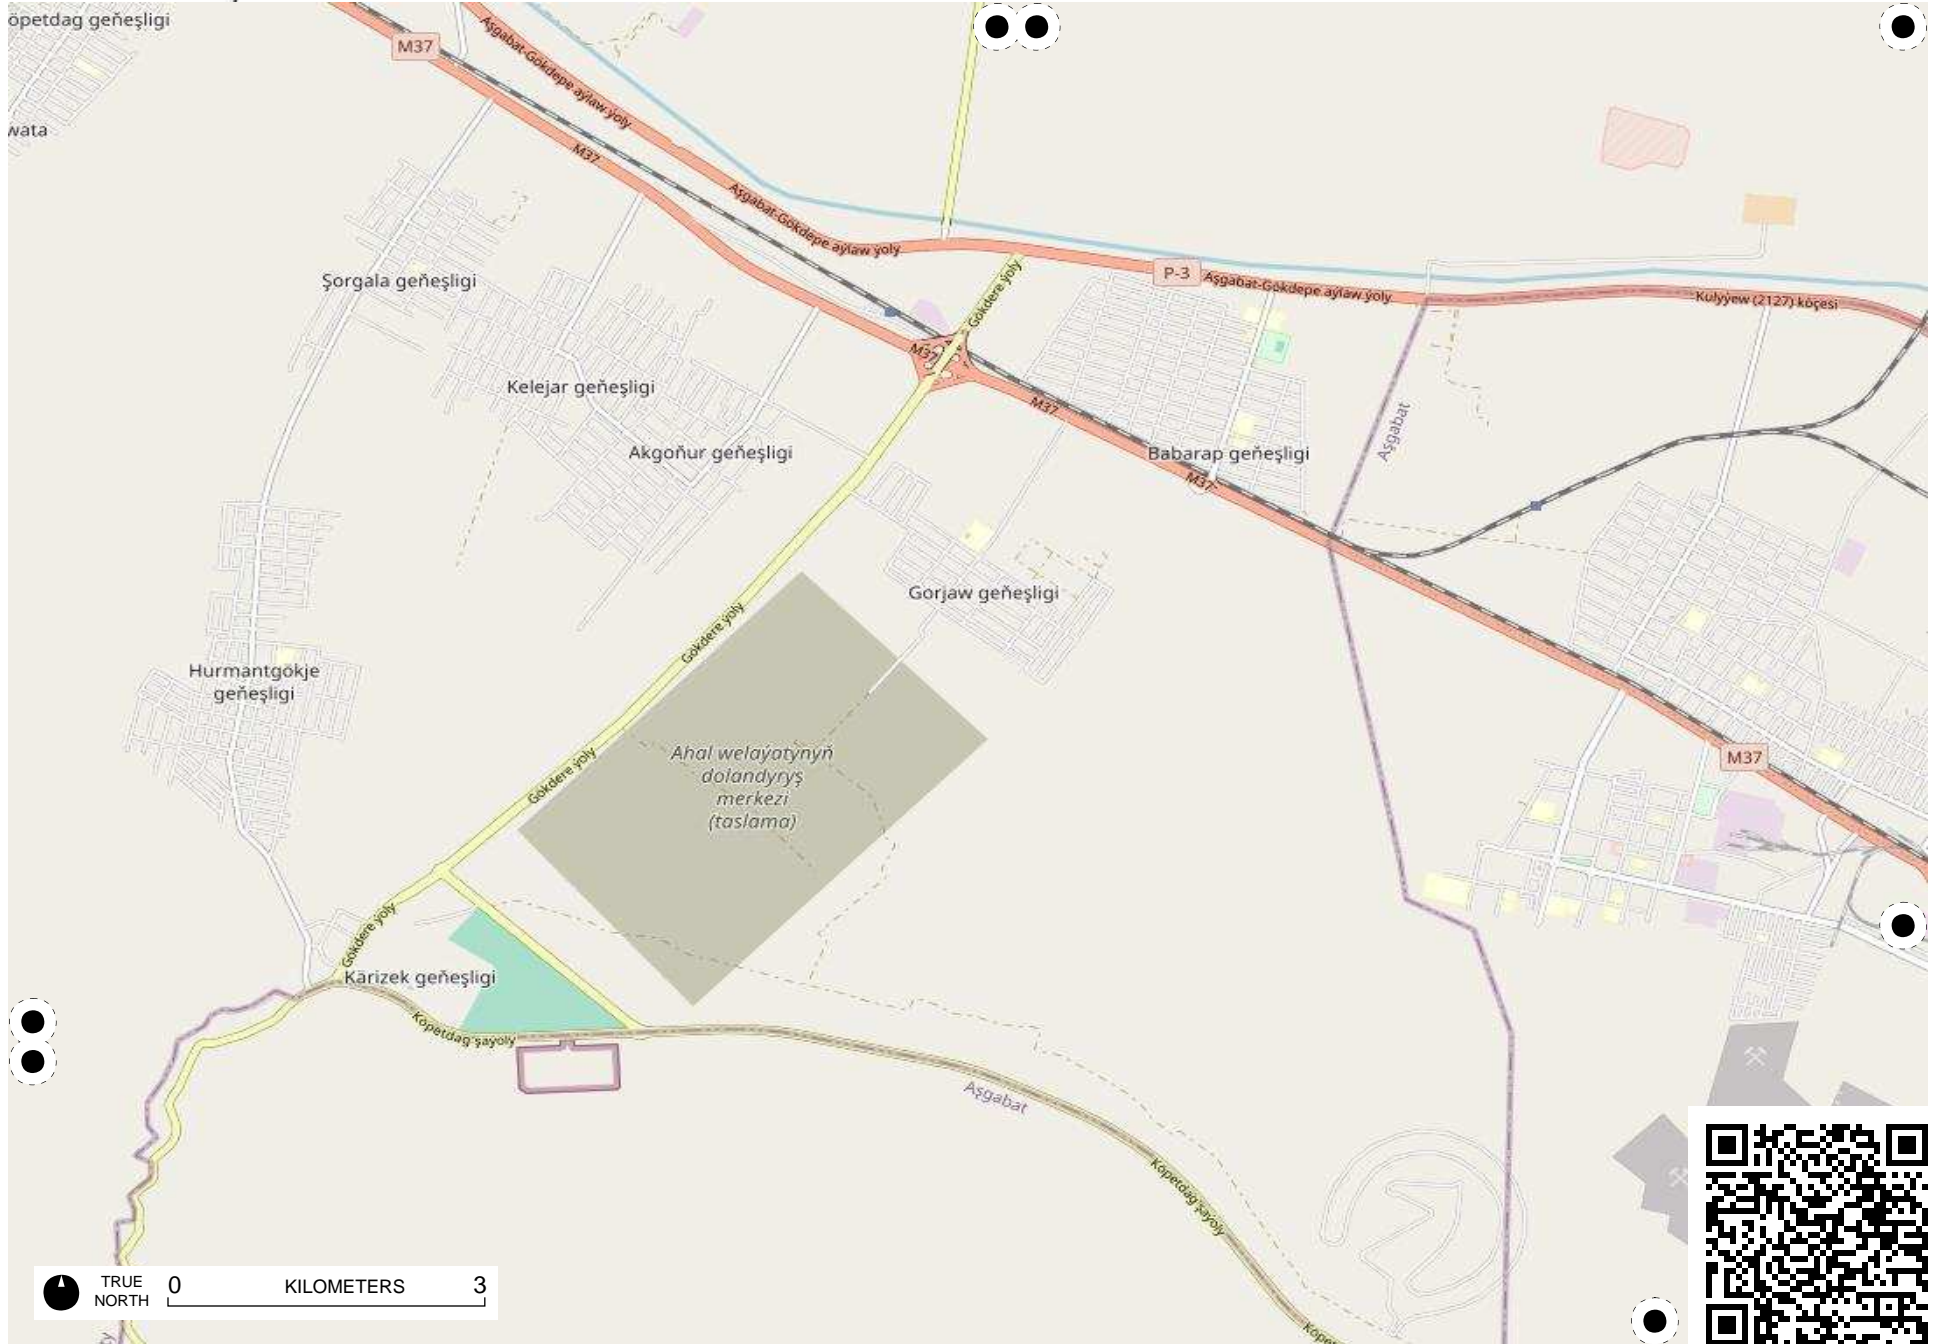 öpetdag geňeşligi
M37
Aşgabat-Gökdepe aýlaw ýoly
wata
M37
Aşgabat-Gökdepe aýlaw ýoly
Gökdere ýoly
P-3
Aşgabat-Gökdepe aýlaw ýoly
Kulyýew (2127) köçesi
Şorgala geňeşligi
M37
Kelejar geňeşligi
M37
Aşgabat
Akgoňur geňeşligi
Babarap geňeşligi
M37
Gorjaw geňeşligi
Gökdere ýoly
Hurmantgökje
geňeşligi
Ahal welaýatynyň
dolandyryş
merkezi
(taslama)
Gökdere ýoly
M37
Gökdere ýoly
Kärizek geňeşligi
Köpetdag şaýoly
Aşgabat
Köpetdag şaýoly
TRUE
NORTH
0 KILOMETERS 3
Köpe